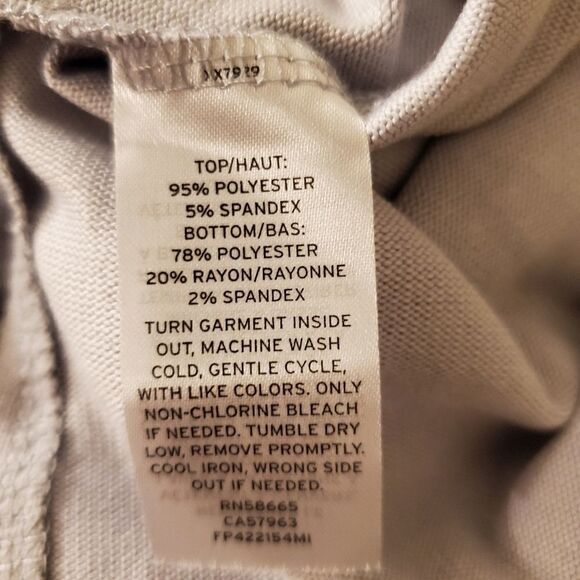 TOP/HAUT:
95% POLYESTER
5% SPANDEX
BOTTOM/BAS:
78% POLYESTER
20% RAYON/RAYONNE
2% SPANDEX
TURN GARMENT INSIDE
OUT, MACHINE WASH
COLD, GENTLE CYCLE,
WITH LIKE COLORS. ONLY
NON-CHLORINE BLEACH
IF NEEDED. TUMBLE DRY
LOW, REMOVE PROMPTLY.
COOL IRON, WRONG SIDE
OUT IF NEEDED.
RN58665
CA57963
FP422154MI